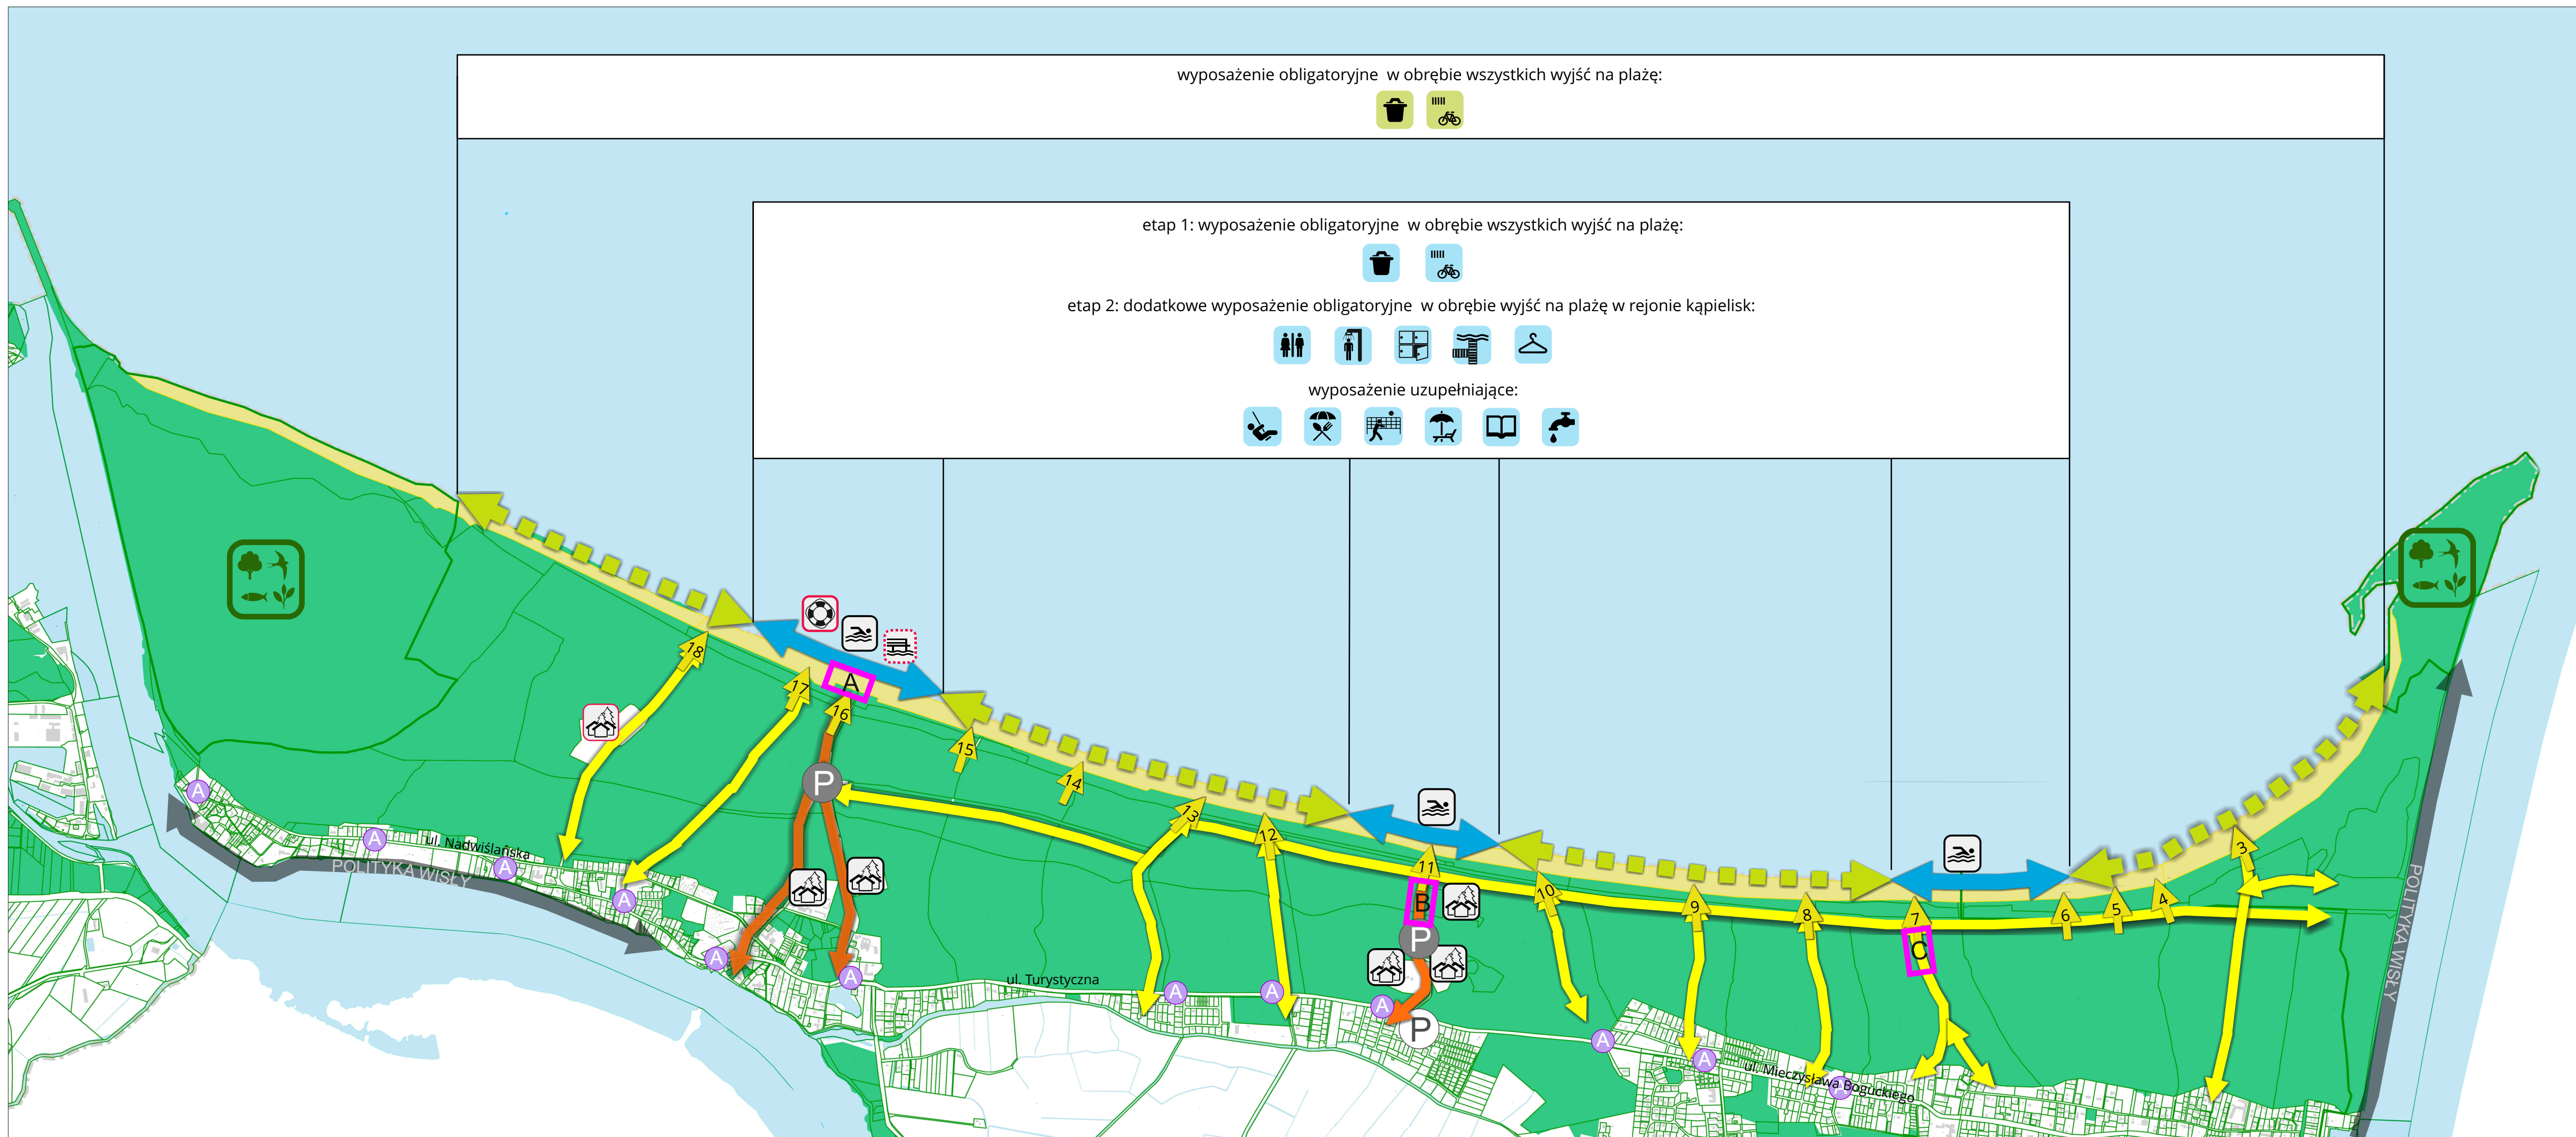 wyposażenie obligatoryjne w obrębie wszystkich wyjść na plażę:
etap 1: wyposażenie obligatoryjne w obrębie wszystkich wyjść na plażę:
etap 2: dodatkowe wyposażenie obligatoryjne w obrębie wyjść na plażę w rejonie kąpielisk:
wyposażenie uzupełniające:
18
17
A
16
15
14
13
12
11
10
9
8
7
6
5
4
3
P
B
P
C
P
A
A
A
A
A
A
A
A
A
A
A
A
ul. Nadwiślańska
POLITYKA WISŁY
ul. Turystyczna
ul. Mieczysława Boguckiego
POLITYKA WISŁY